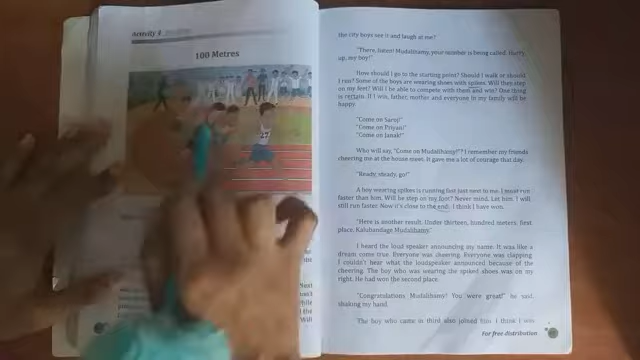 Activity 9
100 Metres
the city boys see it and laugh at me?
"There, listen! Mudalihamy, your number is being called. Hurry
up, my boy!"
How should I go to the starting point? Should I walk or should
I run? Some of the boys are wearing shoes with spikes. Will they step
on my feet? Will I be able to compete with them and win? One thing
is certain. If I win, father, mother and everyone in my family will be
happy.
"Come on Saroj!"
"Come on Priyan!"
"Come on Janak!"
Who will say, "Come on Mudalihamy!"? I remember my friends
cheering me at the house meet. It gave me a lot of courage that day.
"Ready, steady, go!"
A boy wearing spikes is running fast just next to me. I must run
faster than him. Will he step on my foot? Never mind. Let him. I will
still run faster. Now it's close to the end. I think I have won.
"Here is another result. Under thirteen, hundred meters, first
place, Kalubandage Mudalihamy."
I heard the loud speaker announcing my name. It was like a
dream come true. Everyone was cheering. Everyone was clapping
I couldn't hear what the loudspeaker announced because of the
cheering. The boy who was wearing the spiked shoes was on my
right. He had won the second place.
"Congratulations Mudalihamy! You were great!" he said
shaking my hand.
The boy who came in third also joined him. I think I was
For free distribution